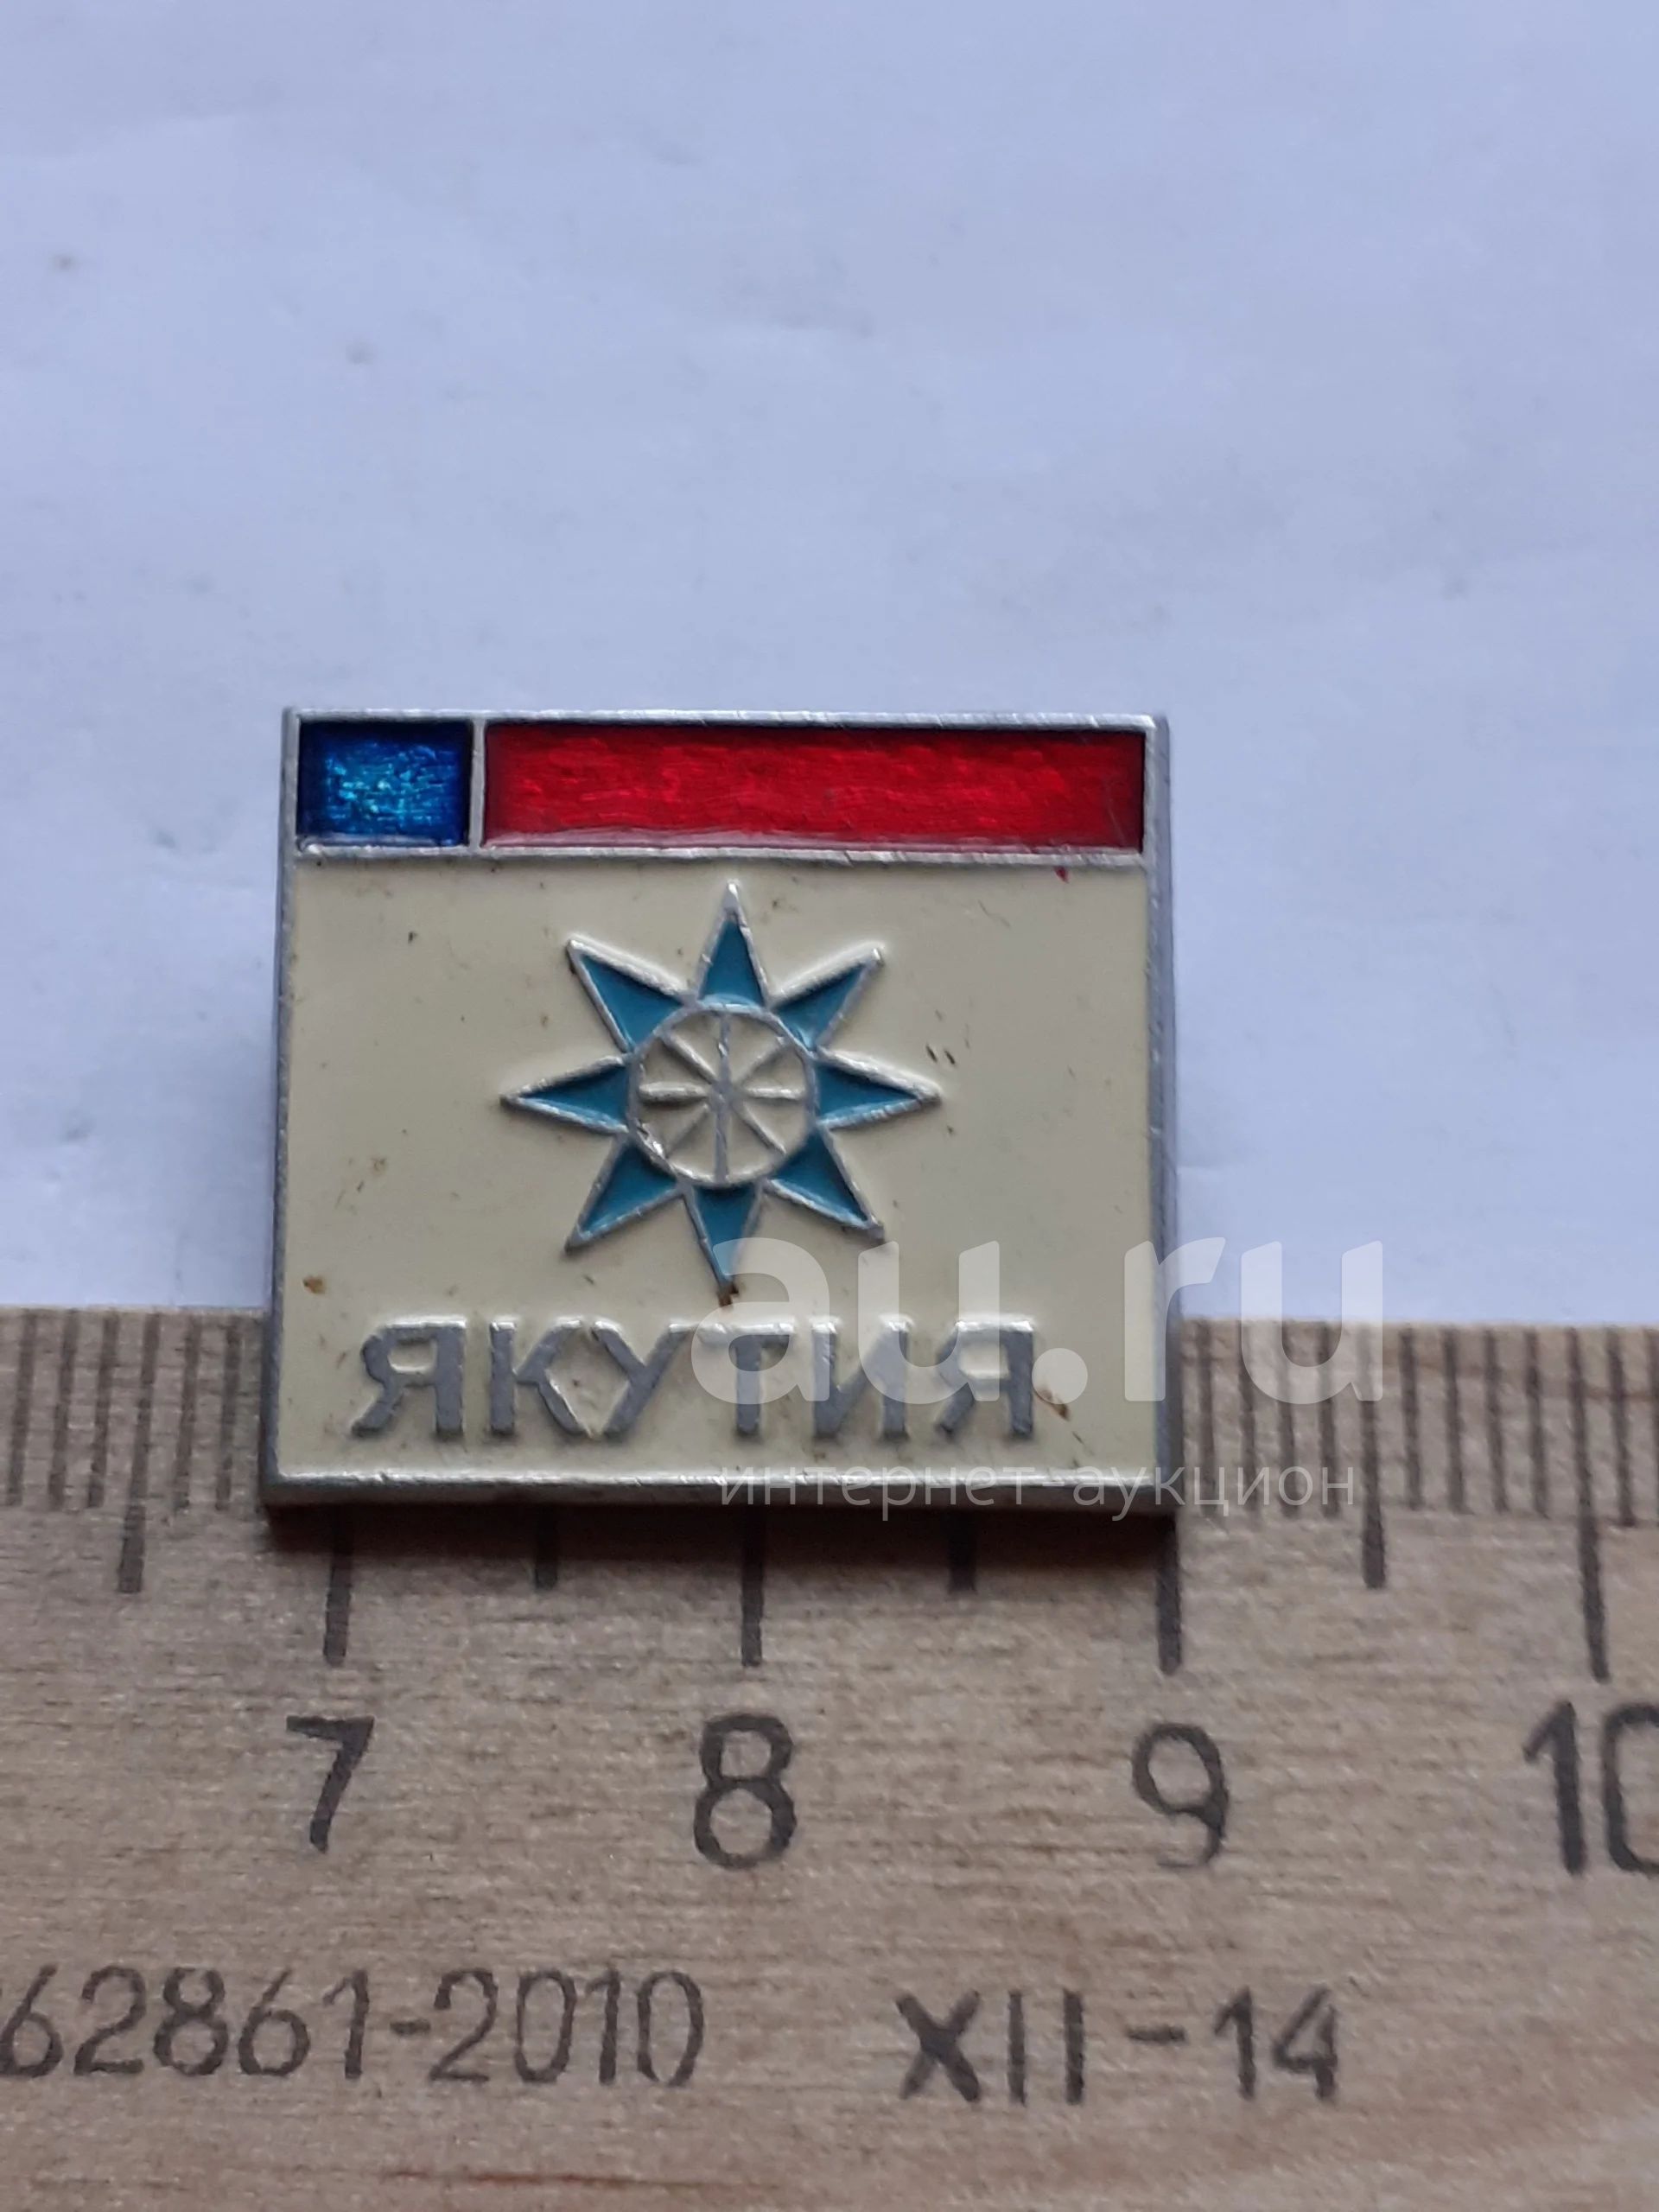 ЯКУТИЯ
au.ru
интернет аукцион
7 8 9 10
62861-2010 XII-14